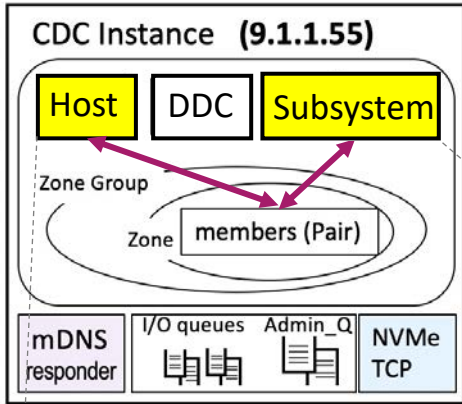 CDC Instance (9.1.1.55)
Host DDC Subsystem
Zone Group
Zone members (Pair)
I/O queues Admin_Q
mDNS
responder
NVMe
TCP